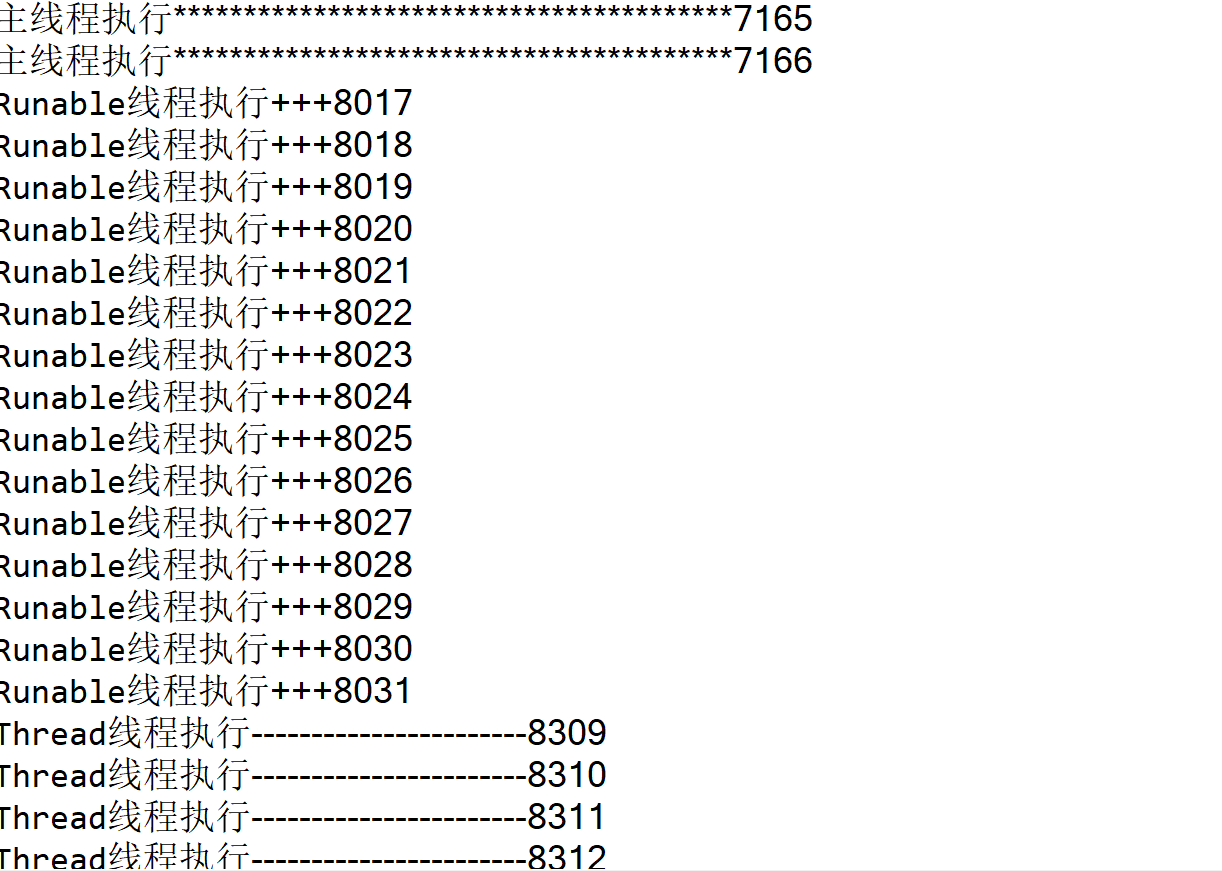 主线程执行****************************************7165
主线程执行****************************************7166
Runable线程执行+++8017
Runable线程执行+++8018
Runable线程执行+++8019
Runable线程执行+++8020
Runable线程执行+++8021
Runable线程执行+++8022
Runable线程执行+++8023
Runable线程执行+++8024
Runable线程执行+++8025
Runable线程执行+++8026
Runable线程执行+++8027
Runable线程执行+++8028
Runable线程执行+++8029
Runable线程执行+++8030
Runable线程执行+++8031
Thread线程执行-----------------------8309
Thread线程执行-----------------------8310
Thread线程执行-----------------------8311
Thread线程执行-----------------------8312